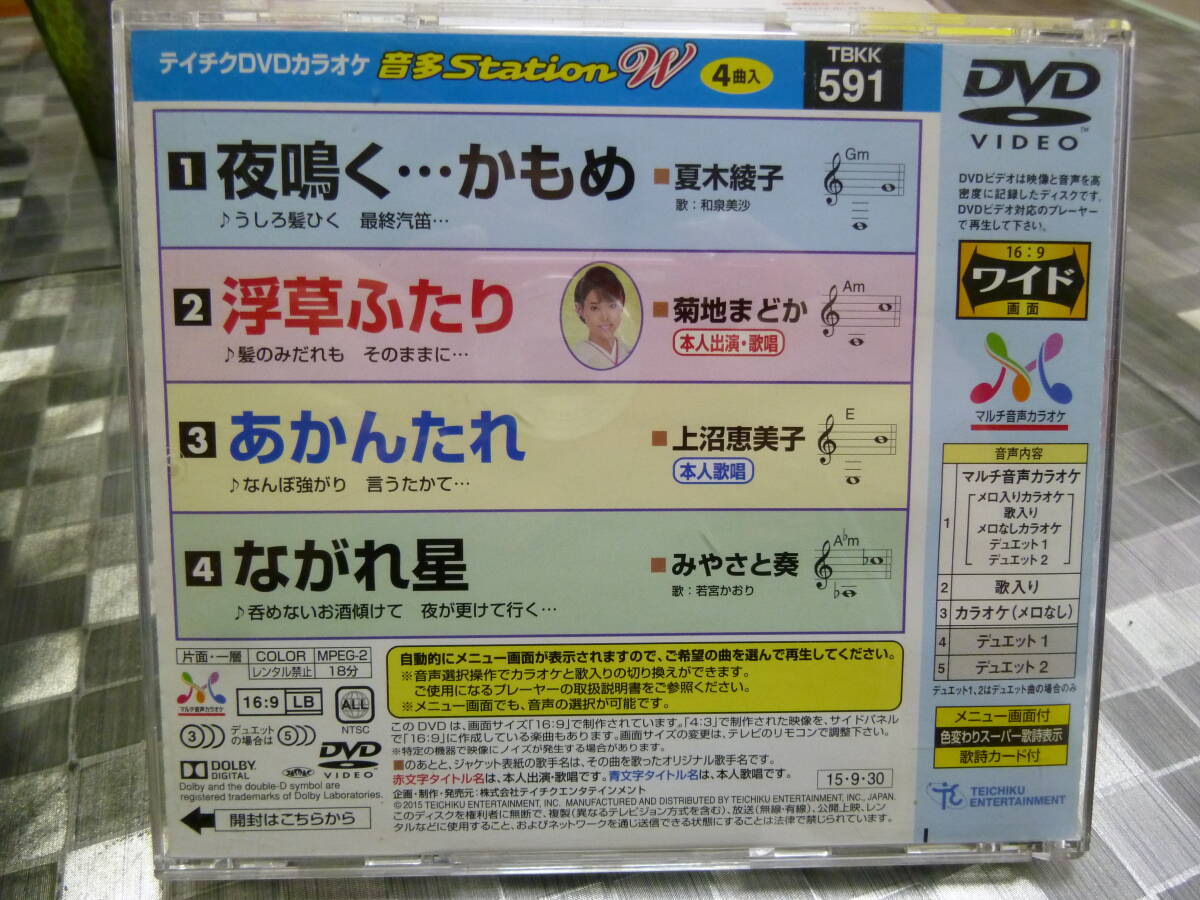 テイチクDVDカラオケ 音多Station W 4曲入 TBKK 591
1 夜鳴く…かもめ ■夏木綾子 Gm
♪うしろ髪ひく 最終汽笛… 歌:和泉美沙
2 浮草ふたり ■菊地まどか Am
♪髪のみだれも そのままに… 本人出演・歌唱
3 あかんたれ ■上沼恵美子 E
♪なんぼ強がり 言うたかて… 本人歌唱
4 ながれ星 ■みやさと奏 A♭m
♪呑めないお酒傾けて 夜が更けて行く… 歌:若宮かおり
片面・一層 COLOR MPEG-2
レンタル禁止 18分
マルチ音声カラオケ
16:9 LB
ALL
NTSC
3 デュエットの場合は 5
DOLBY
DIGITAL
DVD
VIDEO
Dolby and the double-D symbol are
registered trademarks of Dolby Laboratories.
開封はこちらから
自動的にメニュー画面が表示されますので、ご希望の曲を選んで再生してください。
※音声選択操作でカラオケと歌入りの切り換えができます。
ご使用になるプレーヤーの取扱説明書をご参照ください。
※メニュー画面でも、音声の選択が可能です。
このDVDは、画面サイズ「16:9」で制作されています。「4:3」で制作された映像を、サイドパネル
で「16:9」に作成している楽曲もあります。画面サイズの変更は、テレビのリモコンで調整下さい。
※特定の機器で映像にノイズが発生する場合があります。
■のあとと、ジャケット表紙の歌手名は、その曲を歌ったオリジナル歌手名です。
赤文字タイトル名は、本人出演・歌唱です。青文字タイトル名は、本人歌唱です。
15・9・30
企画・制作・発売元:株式会社テイチクエンタテインメント
© 2015 TEICHIKU ENTERTAINMENT, INC. MANUFACTURED AND DISTRIBUTED BY TEICHIKU ENTERTAINMENT, INC., JAPAN.
このディスクを権利者に無断で、複製(異なるテレビジョン方式を含む)、放送(無線・有線)、公開上映、レン
タルなどに使用すること、およびネットワークを通じ送信できる状態にすることは法律で禁じられています。
DVD
VIDEO
DVDビデオは映像と音声を高
密度に記録したディスクです。
DVDビデオ対応のプレーヤー
で再生して下さい。
16:9
ワイド
画面
マルチ音声カラオケ
音声内容
1 マルチ音声カラオケ
メロ入りカラオケ
歌入り
メロなしカラオケ
デュエット1
デュエット2
2 歌入り
3 カラオケ(メロなし)
4 デュエット1
5 デュエット2
デュエット1、2はデュエット曲の場合のみ
メニュー画面付
色変わりスーパー歌詩表示
歌詩カード付
TEICHIKU
ENTERTAINMENT